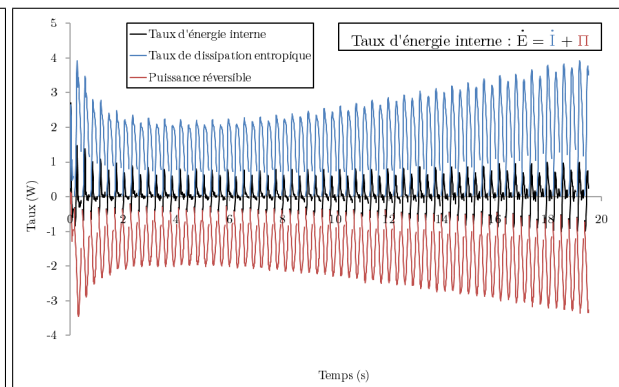 Taux d'énergie interne
Taux de dissipation entropique
Puissance réversible
Taux d'énergie interne : Ė = İ + Π
Taux (W)
5
4
3
2
1
0
-1
-2
-3
-4
0 2 4 6 8 10 12 14 16 18 20
Temps (s)